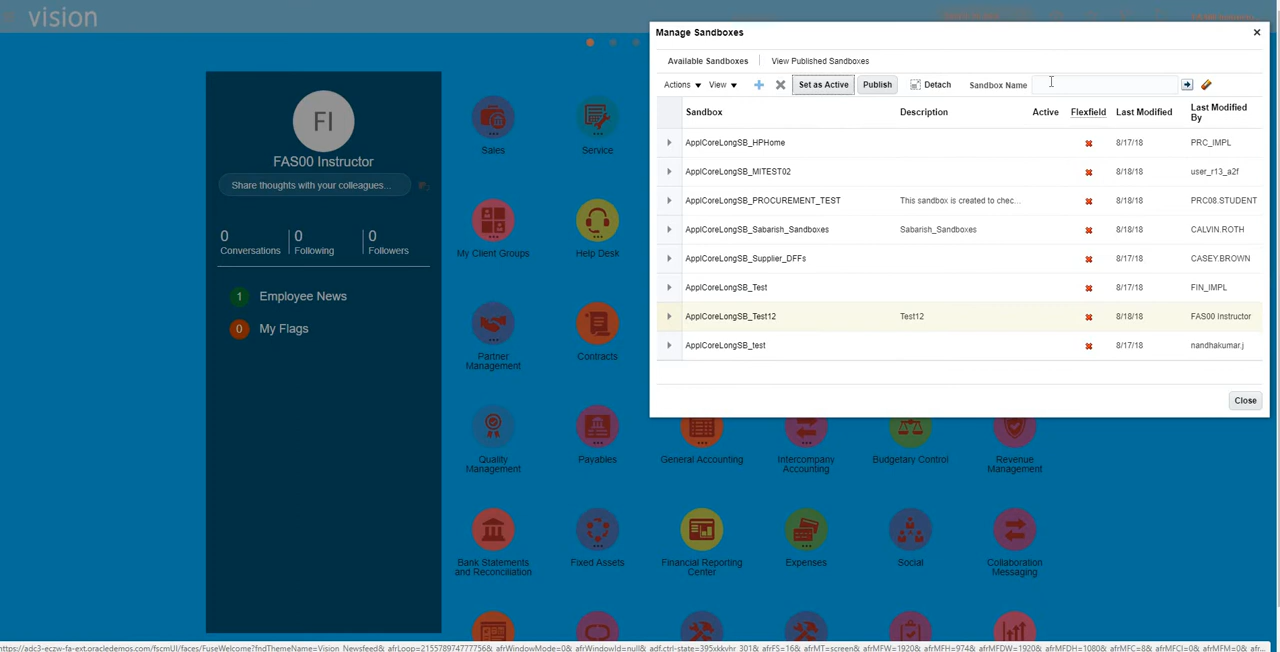 vision
Manage Sandboxes
Available Sandboxes
View Published Sandboxes
Actions
View
Set as Active
Publish
Detach
Sandbox Name
Sandbox
Description
Active
Flexfield
Last Modified
Last Modified
By
ApplCoreLongSB_HPHome 8/17/18 PRC_IMPL
ApplCoreLongSB_MITEST02 8/18/18 user_r13_a2f
ApplCoreLongSB_PROCUREMENT_TEST This sandbox is created to chec... 8/18/18 PRC08.STUDENT
ApplCoreLongSB_Sabarish_Sandboxes Sabarish_Sandboxes 8/18/18 CALVIN.ROTH
ApplCoreLongSB_Supplier_DFFs 8/17/18 CASEY.BROWN
ApplCoreLongSB_Test 8/17/18 FIN_IMPL
ApplCoreLongSB_Test12 Test12 8/18/18 FAS00 Instructor
ApplCoreLongSB_test 8/17/18 nandhakumar.j
Close
FI
FAS00 Instructor
Share thoughts with your colleagues...
0
Conversations
0
Following
0
Followers
1 Employee News
0 My Flags
Sales
Service
My Client Groups
Help Desk
Partner
Management
Contracts
Quality
Management
Payables
General Accounting
Intercompany
Accounting
Budgetary Control
Revenue
Management
Bank Statements
and Reconciliation
Fixed Assets
Financial Reporting
Center
Expenses
Social
Collaboration
Messaging